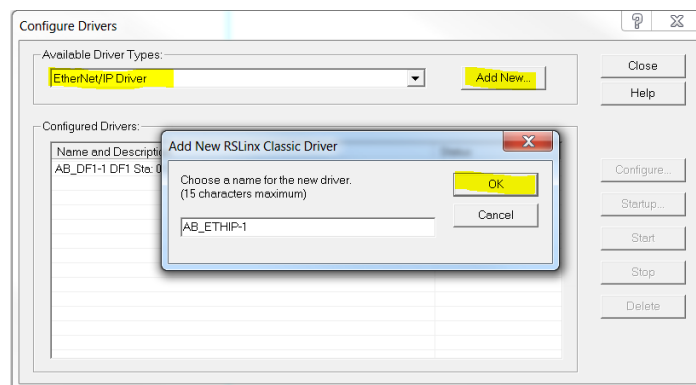 Configure Drivers
Available Driver Types:
EtherNet/IP Driver
Add New...
Close
Help
Configured Drivers:
Name and Descripti
AB_DF1-1 DF1 Sta: 0
Add New RSLinx Classic Driver
Choose a name for the new driver.
(15 characters maximum)
OK
Cancel
AB_ETHIP-1
Configure...
Startup...
Start
Stop
Delete